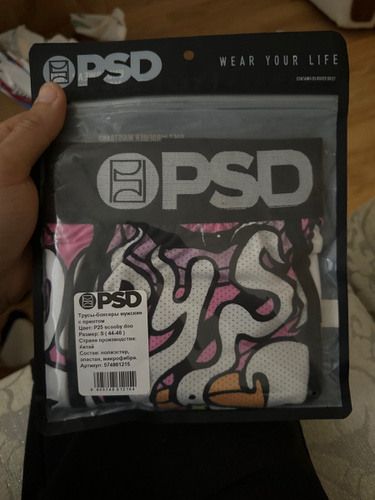 PSD
WEAR YOUR LIFE
PSD
PSD
Трусы-боксеры мужские
с принтом
Цвет: P25 scooby doo
Размер: S ( 44-46 )
Страна производства:
Китай
Состав: полиэстер,
эластан, микрофибра.
Артикул: 574861215